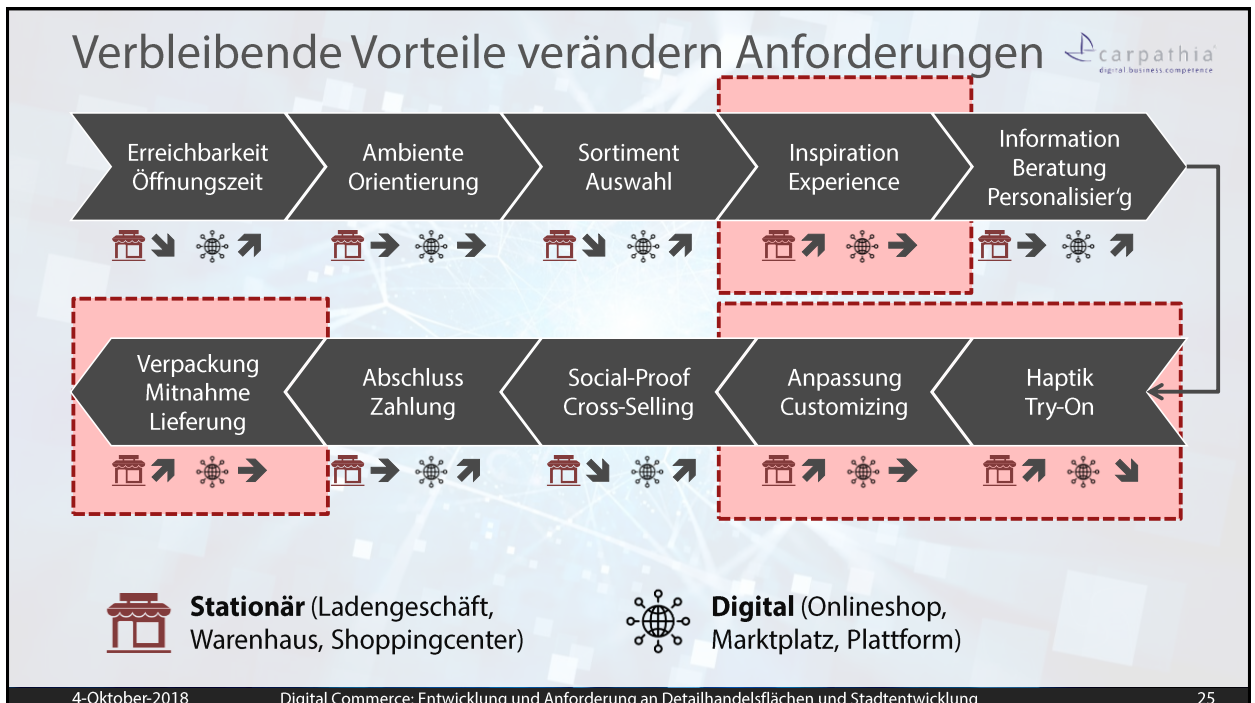 Verbleibende Vorteile verändern Anforderungen
carpathia
digital.business.competence
Erreichbarkeit
Öffnungszeit
Ambiente
Orientierung
Sortiment
Auswahl
Inspiration
Experience
Information
Beratung
Personalisier‘g
Verpackung
Mitnahme
Lieferung
Abschluss
Zahlung
Social-Proof
Cross-Selling
Anpassung
Customizing
Haptik
Try-On
Stationär (Ladengeschäft,
Warenhaus, Shoppingcenter)
Digital (Onlineshop,
Marktplatz, Plattform)
4-Oktober-2018
Digital Commerce: Entwicklung und Anforderung an Detailhandelsflächen und Stadtentwicklung
25